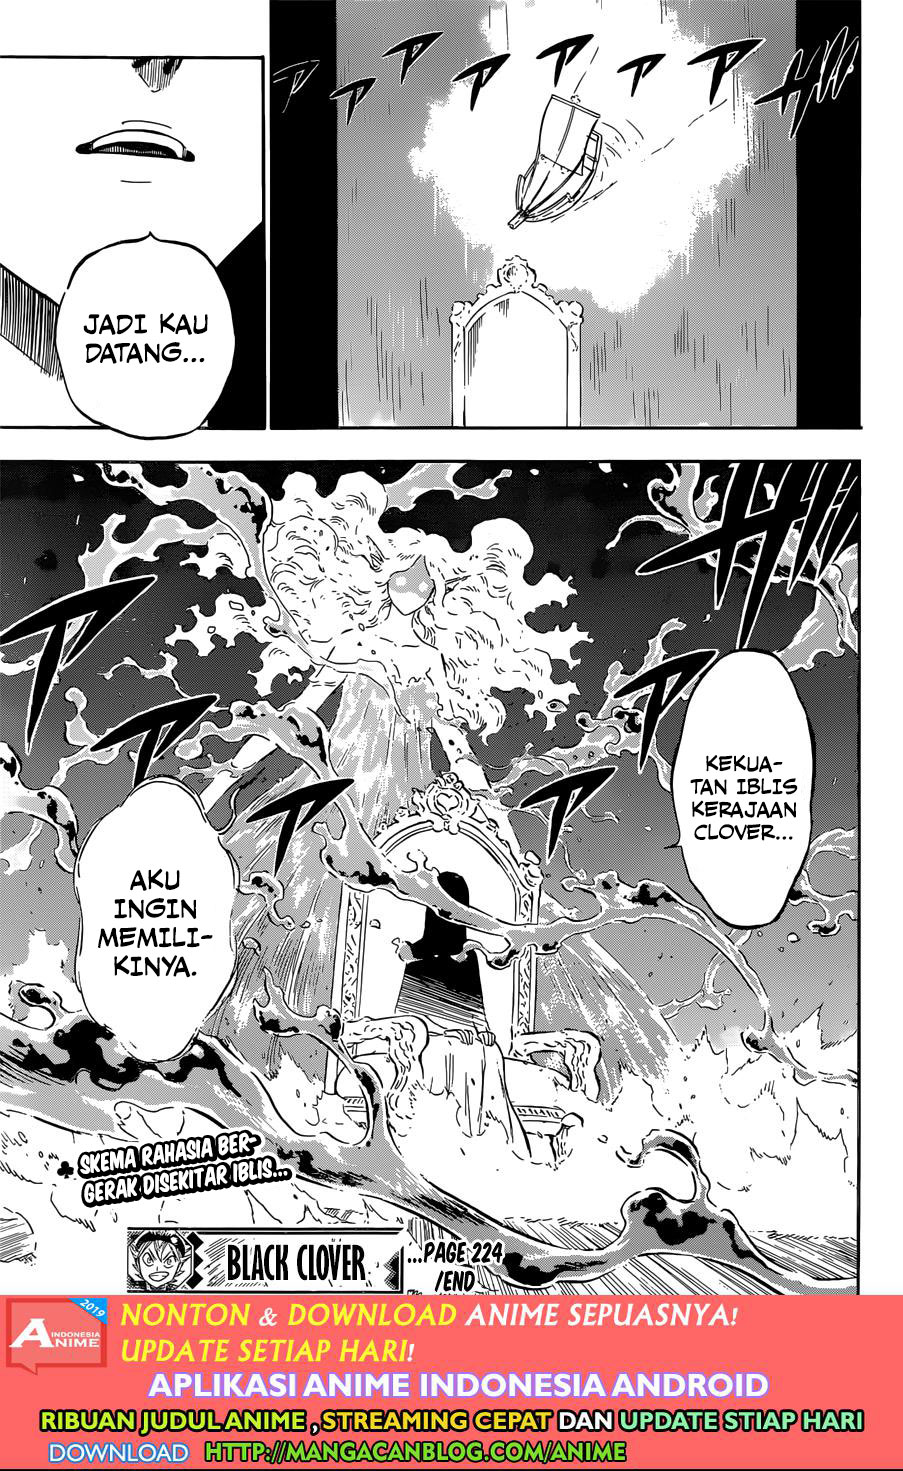 JADI KAU
DATANG...
KEKUA-
TAN IBLIS
KERAJAAN
CLOVER...
AKU
INGIN
MEMILI-
KINYA.
♣ SKEMA RAHASIA BER-
GERAK DISEKITAR IBLIS...
BLACK CLOVER
...PAGE 224
/END
2019
INDONESIA
ANIME
NONTON & DOWNLOAD ANIME SEPUASNYA!
UPDATE SETIAP HARI!
APLIKASI ANIME INDONESIA ANDROID
RIBUAN JUDUL ANIME , STREAMING CEPAT DAN UPDATE STIAP HARI
DOWNLOAD HTTP://MANGACANBLOG.COM/ANIME